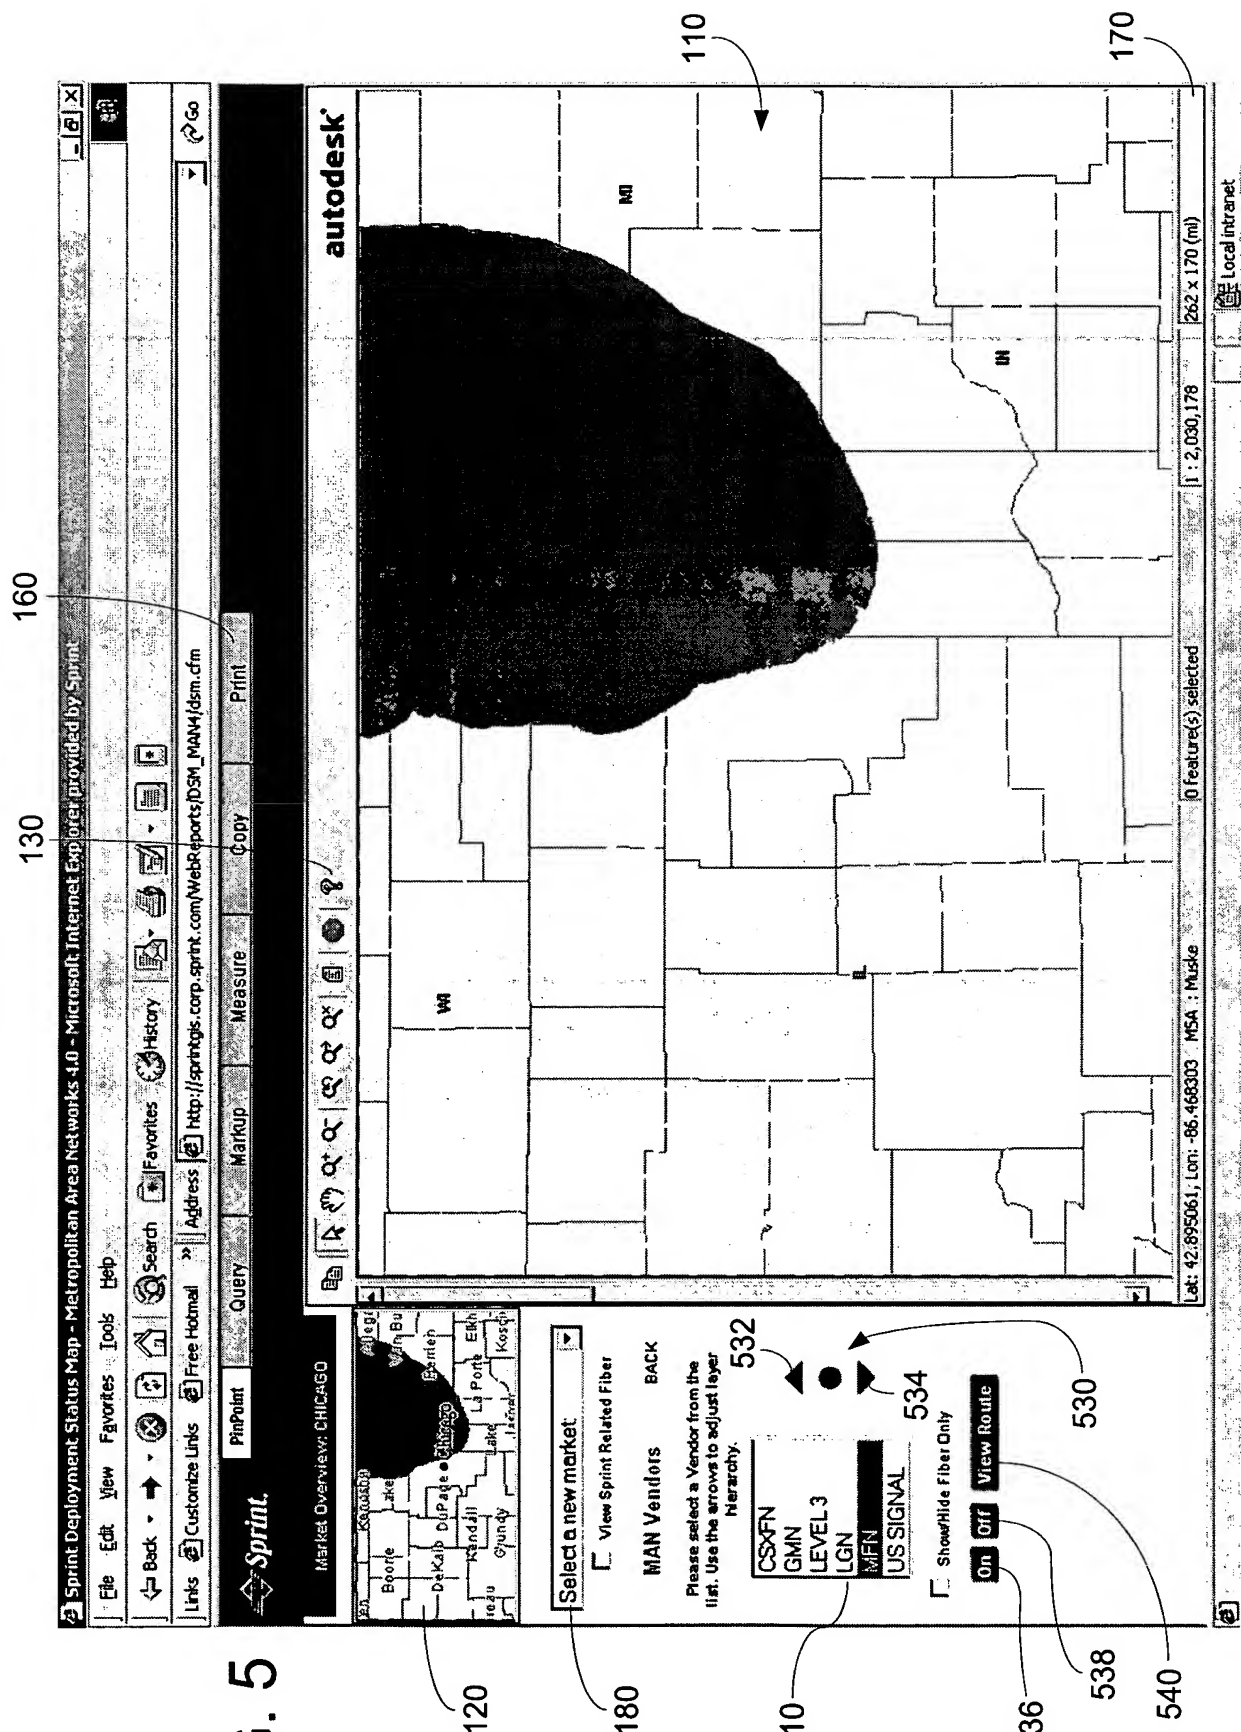 Sprint Deployment Status Map - Metropolitan Area Networks 4.0 - Microsoft Internet Explorer provided by Sprint
File Edit View Favorites Tools Help
Back Search Favorites History
Links Customize Links Free Hotmail » Address http://sprintgis.corp.sprint.com/WebReports/DSM_MAN4/dsm.cfm Go
PinPoint Query Markup Measure Copy Print
Sprint.
Market Overview: CHICAGO
autodesk
Kenosha
Boone
Lake
DeKalb
DuPage
Chicago
Kendall
Grundy
Lake
La Porte
Berrien
Van Bu
Elkh
Kosci
Select a new market
View Sprint Related Fiber
MAN Vendors BACK
Please select a Vendor from the
list. Use the arrows to adjust layer
hierarchy.
CSXFN
GMN
LEVEL 3
LGN
MFN
US SIGNAL
Show/Hide Fiber Only
On Off View Route
WI
MI
IL
IN
Lat: 42.895061, Lon: -86.468303 MSA : Muske
0 feature(s) selected
1 : 2,030,178
262 x 170 (mi)
Local intranet
160
130
110
170
532
534
530
538
540
180
120
10
36
. 5